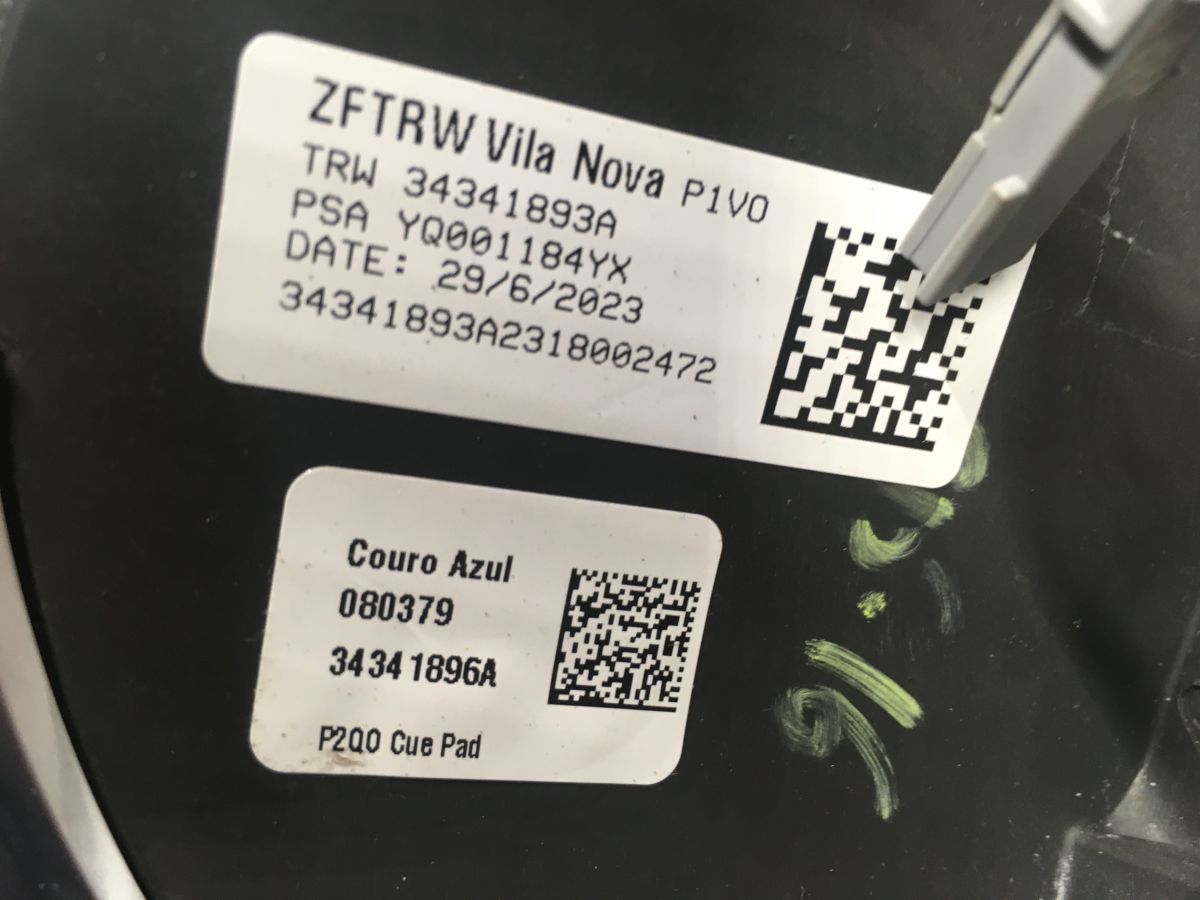 ZFTRW Vila Nova P1VO
TRW 34341893A
PSA YQ001184YX
DATE: 29/6/2023
34341893A2318002472
Couro Azul
080379
34341896A
P2Q0 Cue Pad